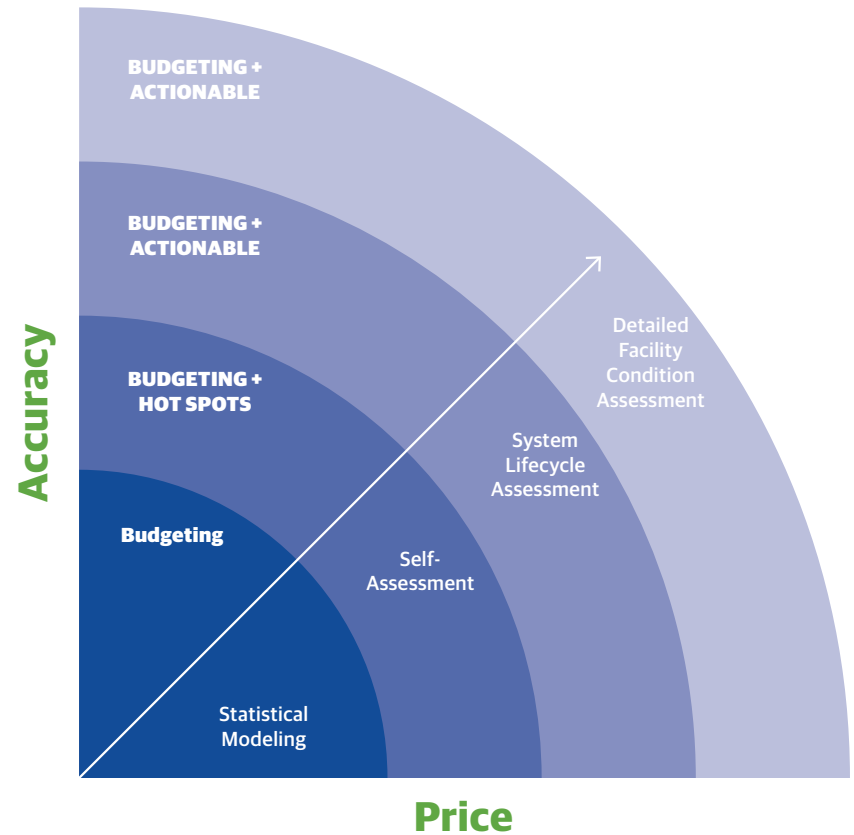 BUDGETING +
ACTIONABLE
BUDGETING +
ACTIONABLE
BUDGETING +
HOT SPOTS
Budgeting
Detailed
Facility
Condition
Assessment
System
Lifecycle
Assessment
Self-
Assessment
Statistical
Modeling
Accuracy
Price